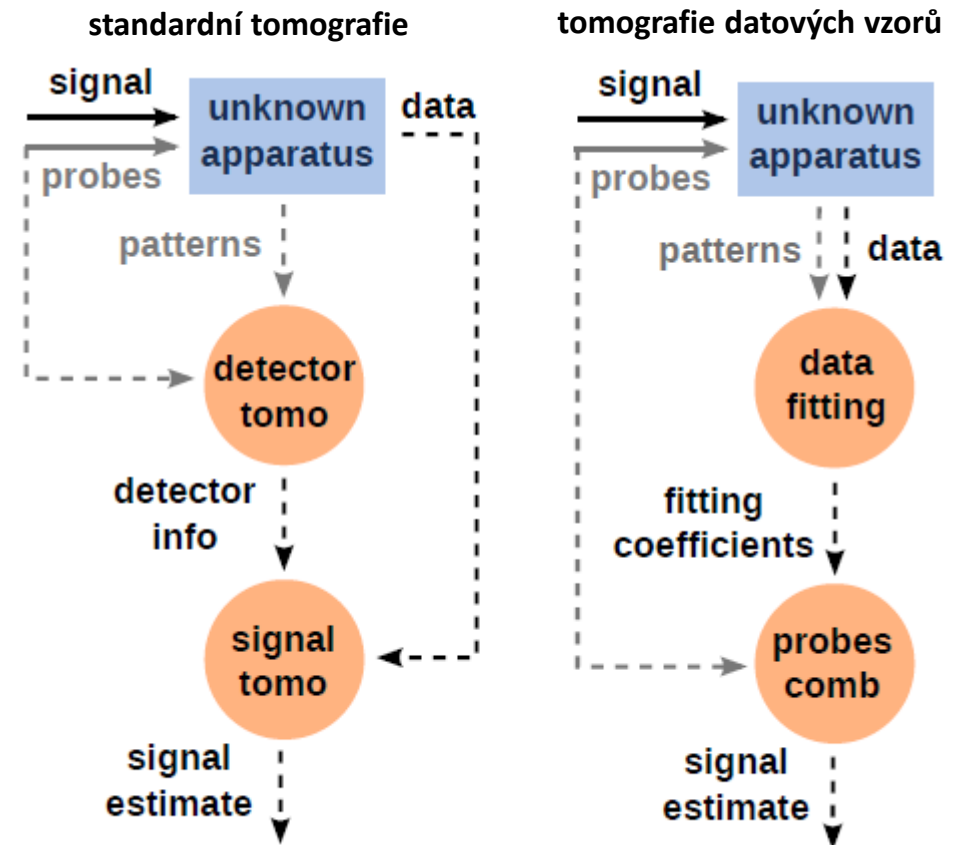 standardní tomografie
signal
unknown
apparatus
data
probes
patterns
detector
tomo
detector
info
signal
tomo
signal
estimate
tomografie datových vzorů
signal
unknown
apparatus
probes
patterns
data
data
fitting
fitting
coefficients
probes
comb
signal
estimate